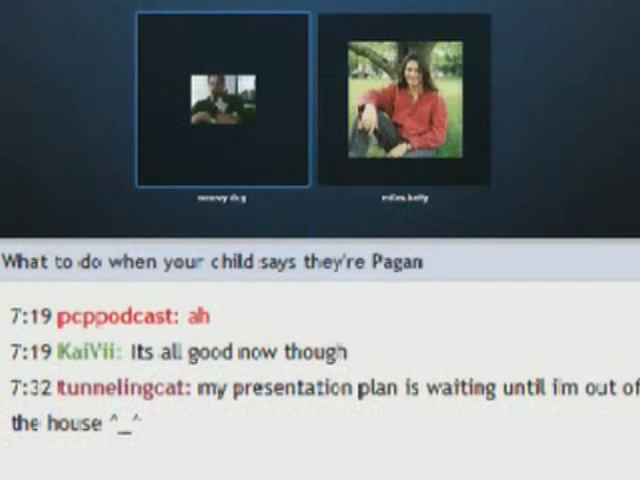 What to do when your child says they're Pagan
7:19 pcppodcast: ah
7:19 KaiVii: Its all good now though
7:32 tunnelingcat: my presentation plan is waiting until i'm out of
the house ^_^